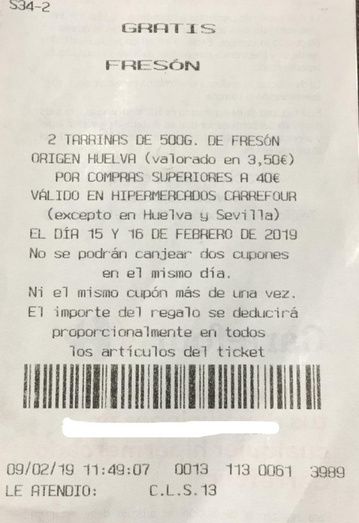 S34-2
GRATIS
FRESÓN
2 TARRINAS DE 500G. DE FRESÓN
ORIGEN HUELVA (valorado en 3,50€)
POR COMPRAS SUPERIORES A 40€
VÁLIDO EN HIPERMERCADOS CARREFOUR
(excepto en Huelva y Sevilla)
EL DÍA 15 Y 16 DE FEBRERO DE 2019
No se podrán canjear dos cupones
en el mismo día.
Ni el mismo cupón más de una vez.
El importe del regalo se deducirá
proporcionalmente en todos
los artículos del ticket
09/02/19 11:49:07 0013 113 0061 3989
LE ATENDIO: C.L.S.13